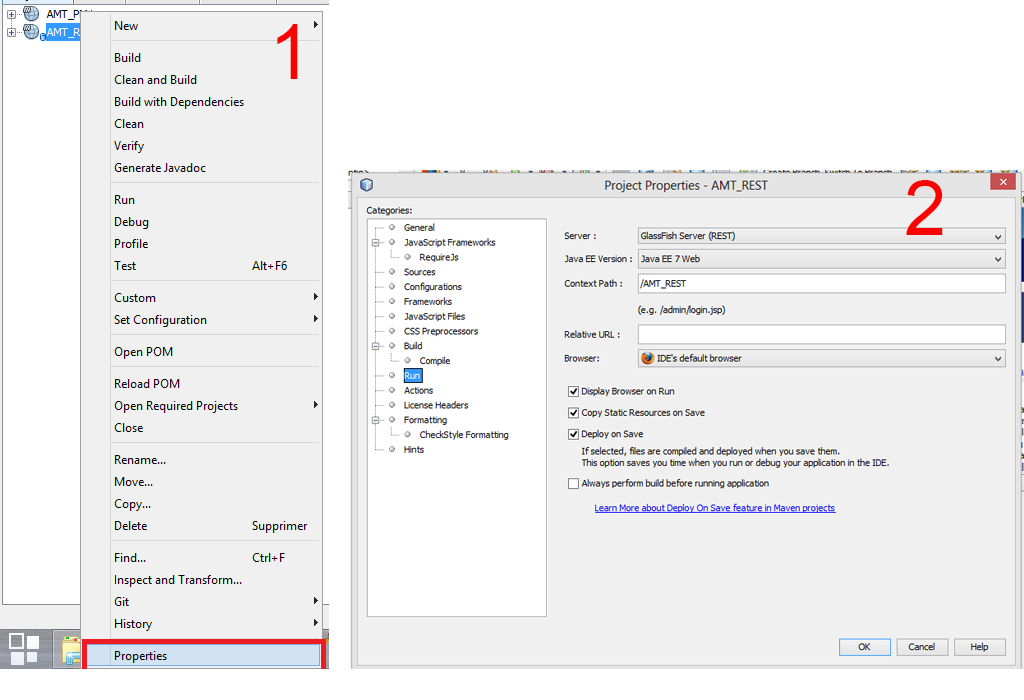 AMT_P
AMT_R
1
New
Build
Clean and Build
Build with Dependencies
Clean
Verify
Generate Javadoc
Run
Debug
Profile
Test Alt+F6
Custom
Set Configuration
Open POM
Reload POM
Open Required Projects
Close
Rename...
Move...
Copy...
Delete Supprimer
Find... Ctrl+F
Inspect and Transform...
Git
History
Properties
Create Branch Switch To Branch
2
Project Properties - AMT_REST
Categories:
General
JavaScript Frameworks
RequireJs
Sources
Configurations
Frameworks
JavaScript Files
CSS Preprocessors
Build
Compile
Run
Actions
License Headers
Formatting
CheckStyle Formatting
Hints
Server : GlassFish Server (REST)
Java EE Version : Java EE 7 Web
Context Path : /AMT_REST
(e.g. /admin/login.jsp)
Relative URL :
Browser: IDE's default browser
Display Browser on Run
Copy Static Resources on Save
Deploy on Save
If selected, files are compiled and deployed when you save them.
This option saves you time when you run or debug your application in the IDE.
Always perform build before running application
Learn More about Deploy On Save feature in Maven projects
OK Cancel Help